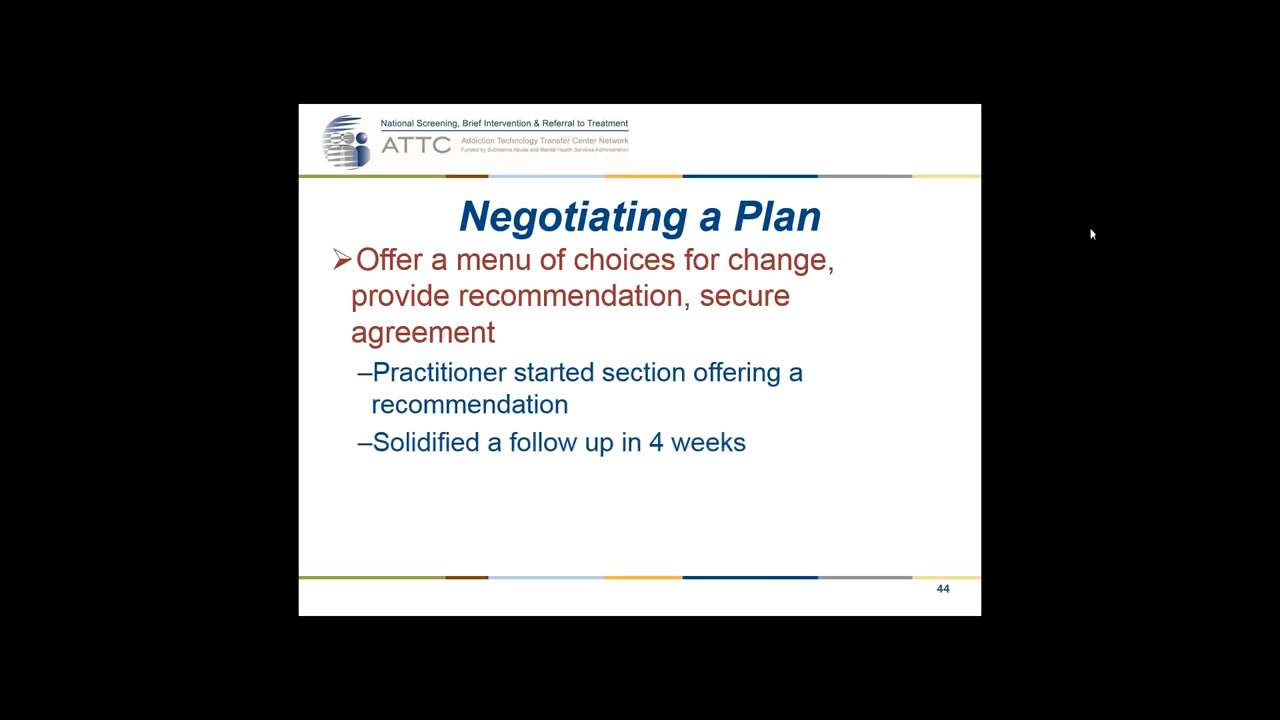 National Screening, Brief Intervention & Referral to Treatment
ATTC
Addiction Technology Transfer Center Network
Funded by Substance Abuse and Mental Health Services Administration
Negotiating a Plan
➢Offer a menu of choices for change,
provide recommendation, secure
agreement
–Practitioner started section offering a
recommendation
–Solidified a follow up in 4 weeks
44